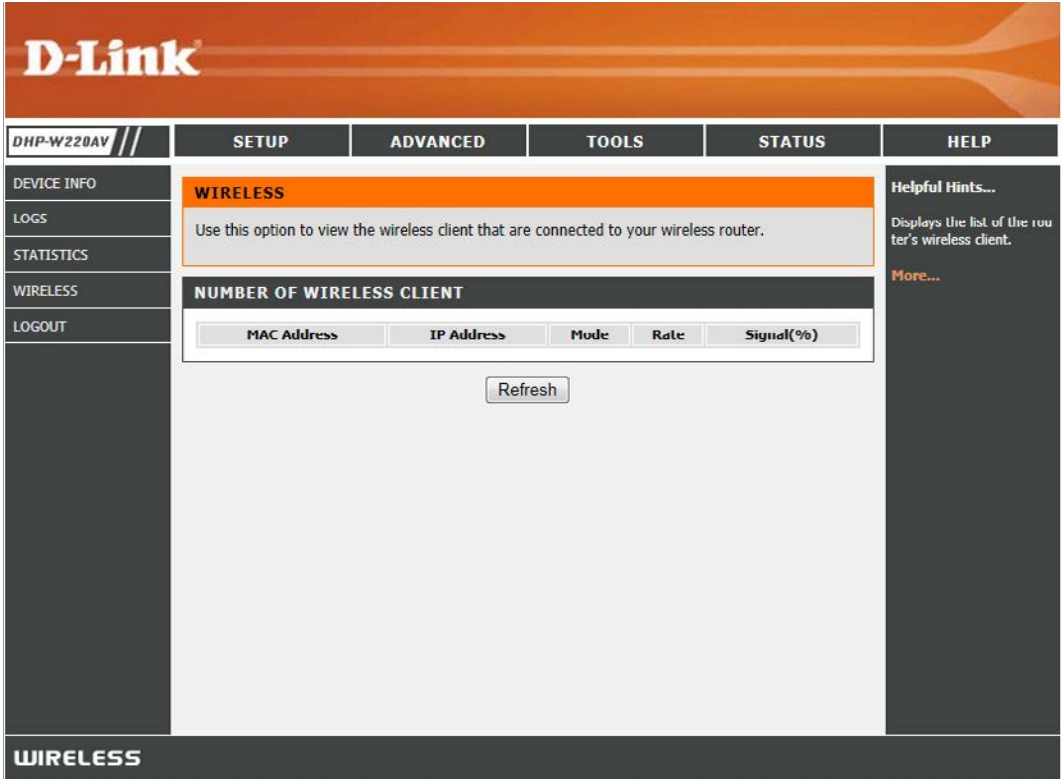 D-Link
DHP-W220AV
SETUP
ADVANCED
TOOLS
STATUS
HELP
DEVICE INFO
LOGS
STATISTICS
WIRELESS
LOGOUT
WIRELESS
Use this option to view the wireless client that are connected to your wireless router.
NUMBER OF WIRELESS CLIENT
MAC Address IP Address Mode Rate Signal(%)
Refresh
Helpful Hints...
Displays the list of the rou
ter's wireless client.
More...
WIRELESS